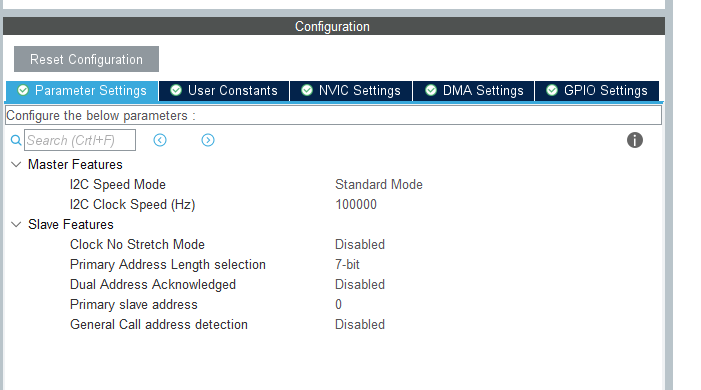 Configuration
Reset Configuration
Parameter Settings User Constants NVIC Settings DMA Settings GPIO Settings
Configure the below parameters :
Search (Crtl+F)
Master Features
I2C Speed Mode Standard Mode
I2C Clock Speed (Hz) 100000
Slave Features
Clock No Stretch Mode Disabled
Primary Address Length selection 7-bit
Dual Address Acknowledged Disabled
Primary slave address 0
General Call address detection Disabled